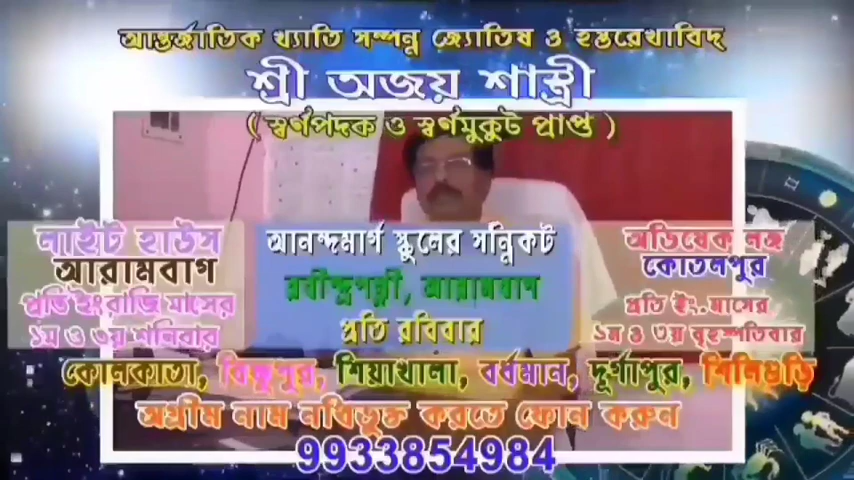 আন্তর্জাতিক খ্যাতি সম্পন্ন জ্যোতিষ ও হস্তরেখাবিদ্
শ্রী অজয় শাস্ত্রী
( স্বর্ণপদক ও স্বর্ণমুকুট প্রাপ্ত )
লাইট হাউস
আরামবাগ
প্রতি ইংরাজি মাসের
১ম ও ৩য় শনিবার
আনন্দমার্গ স্কুলের সন্নিকট
রবীন্দ্রপল্লী, আরামবাগ
প্রতি রবিবার
অভিষেক লজ
কোতলপুর
প্রতি ইং.মাসের
১ম ও ৩য় বৃহস্পতিবার
কোলকাতা, বিষ্ণুপুর, শিয়াখালা, বর্ধমান, দূর্গাপুর, শিলিগুড়ি
অগ্রীম নাম নথিভুক্ত করতে ফোন করুন
9933854984